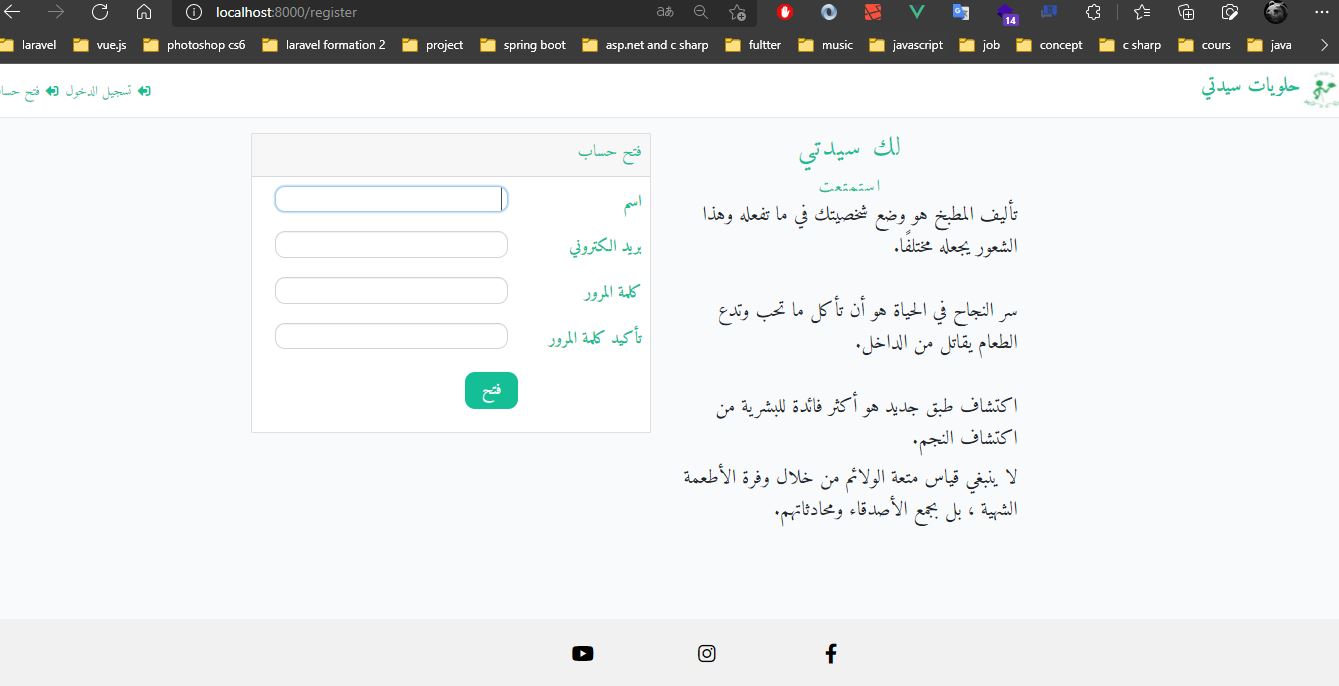 localhost:8000/register
14
laravel
vue.js
photoshop cs6
laravel formation 2
project
spring boot
asp.net and c sharp
fultter
music
javascript
job
concept
c sharp
cours
java
حلويات سيدتي
تسجيل الدخول
فتح حسا
لك سيدتي
استمتعت
تأليف المطبخ هو وضع شخصيتك في ما تفعله وهذا
الشعور يجعله مختلفًا.
سر النجاح في الحياة هو أن تأكل ما تحب وتدع
الطعام يقاتل من الداخل.
اكتشاف طبق جديد هو أكثر فائدة للبشرية من
اكتشاف النجم.
لا ينبغي قياس متعة الولائم من خلال وفرة الأطعمة
الشهية ، بل بجمع الأصدقاء ومحادثاتهم.
فتح حساب
اسم
بريد الكتروني
كلمة المرور
تأكيد كلمة المرور
فتح